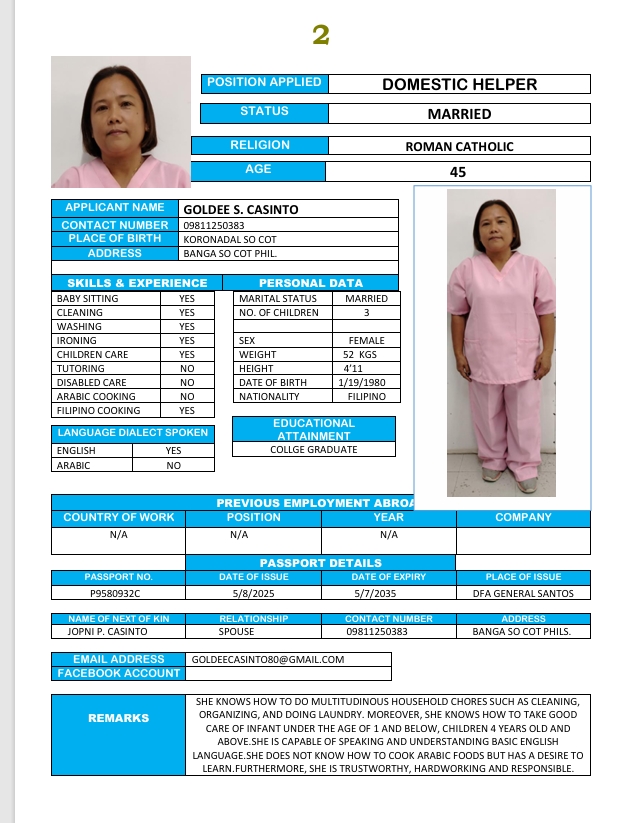 2
POSITION APPLIED DOMESTIC HELPER
STATUS MARRIED
RELIGION ROMAN CATHOLIC
AGE 45
APPLICANT NAME GOLDEE S. CASINTO
CONTACT NUMBER 09811250383
PLACE OF BIRTH KORONADAL SO COT
ADDRESS BANGA SO COT PHIL.
SKILLS & EXPERIENCE PERSONAL DATA
BABY SITTING YES MARITAL STATUS MARRIED
CLEANING YES NO. OF CHILDREN 3
WASHING YES
IRONING YES SEX FEMALE
CHILDREN CARE YES WEIGHT 52 KGS
TUTORING NO HEIGHT 4'11
DISABLED CARE NO DATE OF BIRTH 1/19/1980
ARABIC COOKING NO NATIONALITY FILIPINO
FILIPINO COOKING YES
EDUCATIONAL
ATTAINMENT
LANGUAGE DIALECT SPOKEN
ENGLISH YES COLLGE GRADUATE
ARABIC NO
PREVIOUS EMPLOYMENT ABROA
COUNTRY OF WORK POSITION YEAR COMPANY
N/A N/A N/A
PASSPORT DETAILS
PASSPORT NO. DATE OF ISSUE DATE OF EXPIRY PLACE OF ISSUE
P9580932C 5/8/2025 5/7/2035 DFA GENERAL SANTOS
NAME OF NEXT OF KIN RELATIONSHIP CONTACT NUMBER ADDRESS
JOPNI P. CASINTO SPOUSE 09811250383 BANGA SO COT PHILS.
EMAIL ADDRESS GOLDEECASINTO80@GMAIL.COM
FACEBOOK ACCOUNT
REMARKS
SHE KNOWS HOW TO DO MULTITUDINOUS HOUSEHOLD CHORES SUCH AS CLEANING,
ORGANIZING, AND DOING LAUNDRY. MOREOVER, SHE KNOWS HOW TO TAKE GOOD
CARE OF INFANT UNDER THE AGE OF 1 AND BELOW, CHILDREN 4 YEARS OLD AND
ABOVE.SHE IS CAPABLE OF SPEAKING AND UNDERSTANDING BASIC ENGLISH
LANGUAGE.SHE DOES NOT KNOW HOW TO COOK ARABIC FOODS BUT HAS A DESIRE TO
LEARN.FURTHERMORE, SHE IS TRUSTWORTHY, HARDWORKING AND RESPONSIBLE.